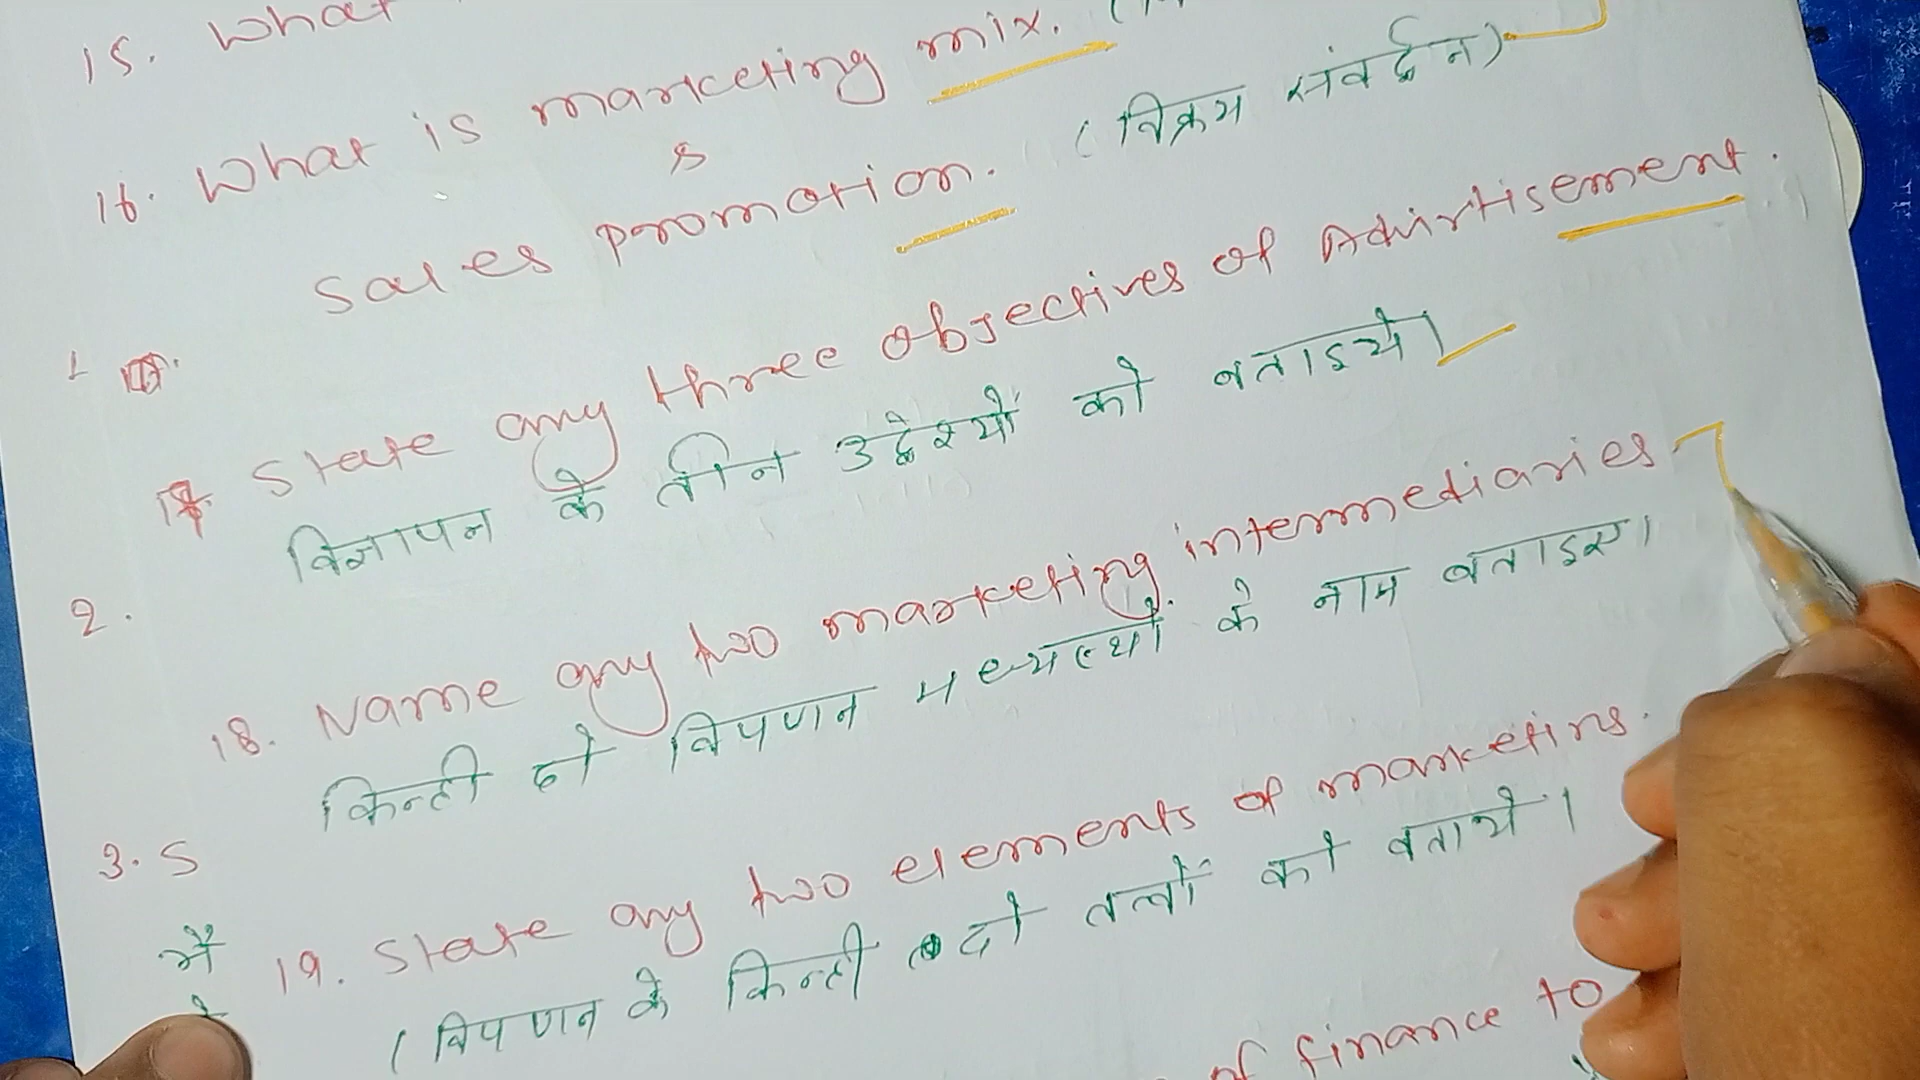 15. What
16. What is marketing mix.
Sales promotion. (विक्रय संवर्द्धन)
17. State any three objectives of Advirtisement.
विज्ञापन के तीन उद्देश्यों को बताइये।
18. Name any two marketing intermediaries
किन्ही दो विपणन मध्यस्थों के नाम बताइए।
19. State any two elements of marketing.
(विपणन के किन्ही दो तत्वों को बताये।
of finance to
1
2.
3. S
में